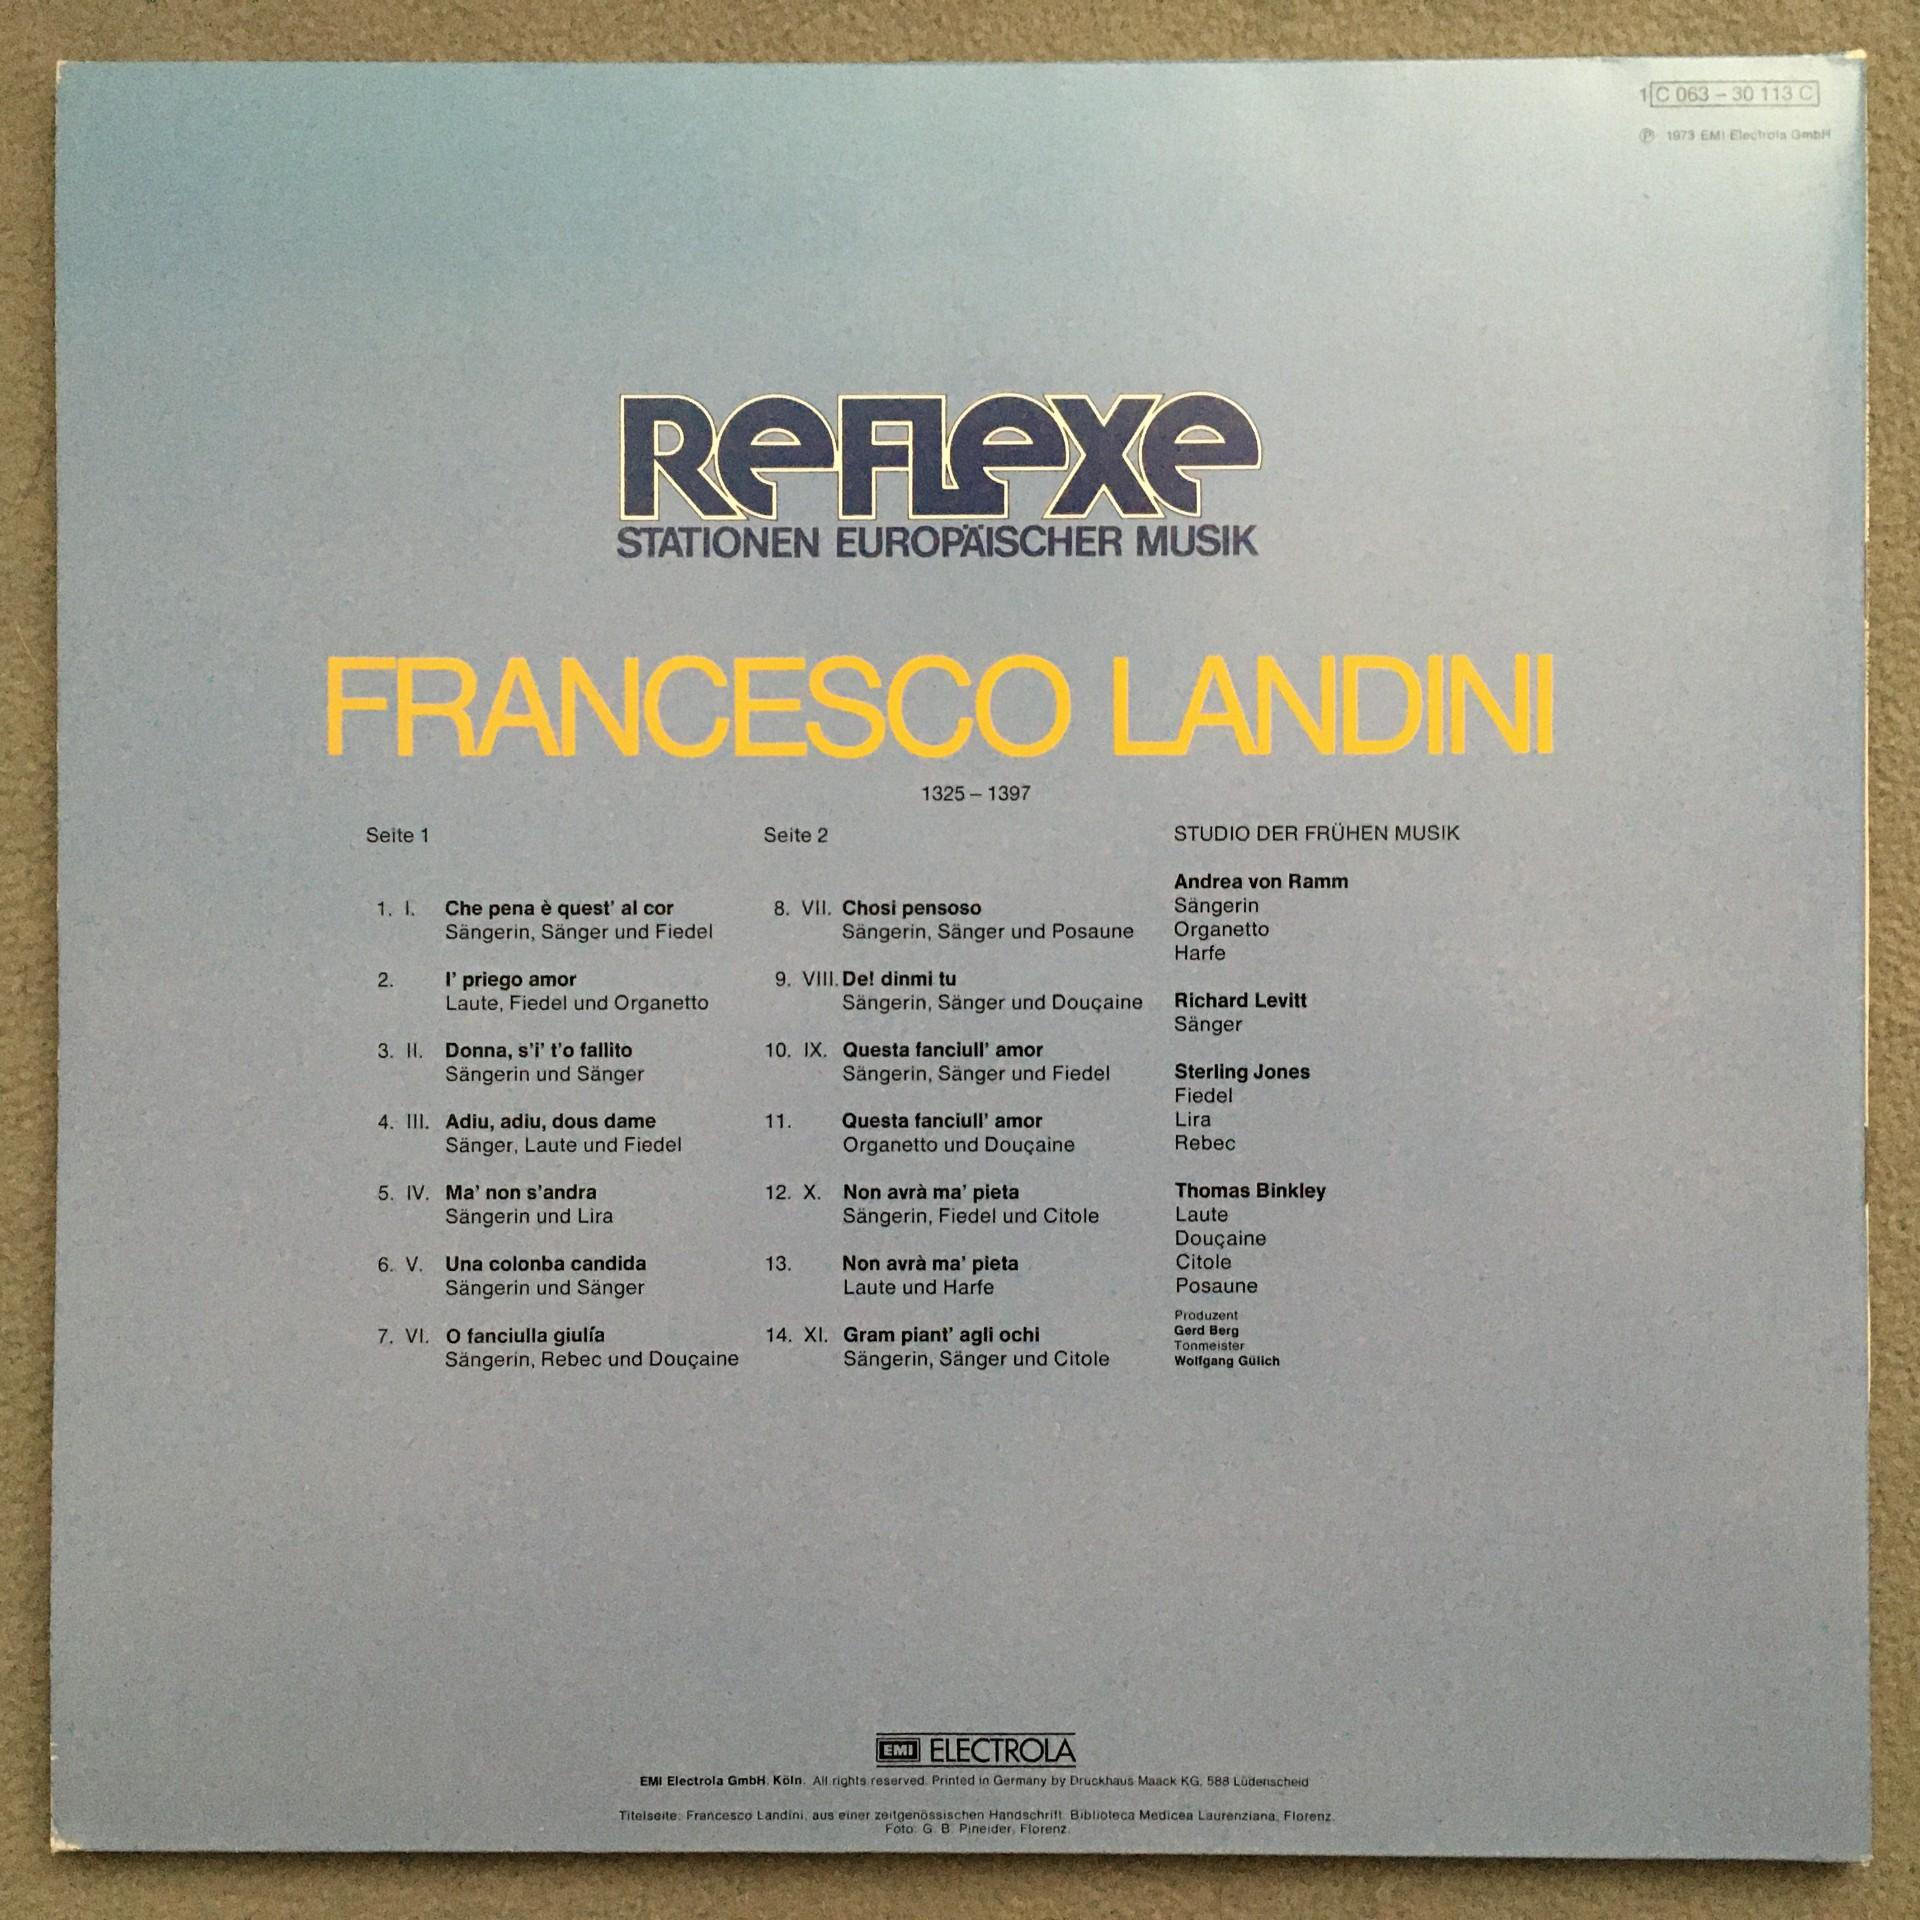 1 C 063 – 30 113 C
℗ 1973 EMI Electrola GmbH
REFLEXE
STATIONEN EUROPÄISCHER MUSIK
FRANCESCO LANDINI
1325 – 1397
Seite 1
1. I. Che pena è quest' al cor
Sängerin, Sänger und Fiedel
2. I' priego amor
Laute, Fiedel und Organetto
3. II. Donna, s'i' t'o fallito
Sängerin und Sänger
4. III. Adiu, adiu, dous dame
Sänger, Laute und Fiedel
5. IV. Ma' non s'andra
Sängerin und Lira
6. V. Una colonba candida
Sängerin und Sänger
7. VI. O fanciulla giulía
Sängerin, Rebec und Douçaine
Seite 2
8. VII. Chosi pensoso
Sängerin, Sänger und Posaune
9. VIII. De! dinmi tu
Sängerin, Sänger und Douçaine
10. IX. Questa fanciull' amor
Sängerin, Sänger und Fiedel
11. Questa fanciull' amor
Organetto und Douçaine
12. X. Non avrà ma' pieta
Sängerin, Fiedel und Citole
13. Non avrà ma' pieta
Laute und Harfe
14. XI. Gram piant' agli ochi
Sängerin, Sänger und Citole
STUDIO DER FRÜHEN MUSIK
Andrea von Ramm
Sängerin
Organetto
Harfe
Richard Levitt
Sänger
Sterling Jones
Fiedel
Lira
Rebec
Thomas Binkley
Laute
Douçaine
Citole
Posaune
Produzent
Gerd Berg
Tonmeister
Wolfgang Gülich
EMI ELECTROLA
EMI Electrola GmbH, Köln. All rights reserved. Printed in Germany by Druckhaus Maack KG, 588 Lüdenscheid
Titelseite: Francesco Landini, aus einer zeitgenössischen Handschrift. Biblioteca Medicea Laurenziana, Florenz.
Foto: G. B. Pineider, Florenz.